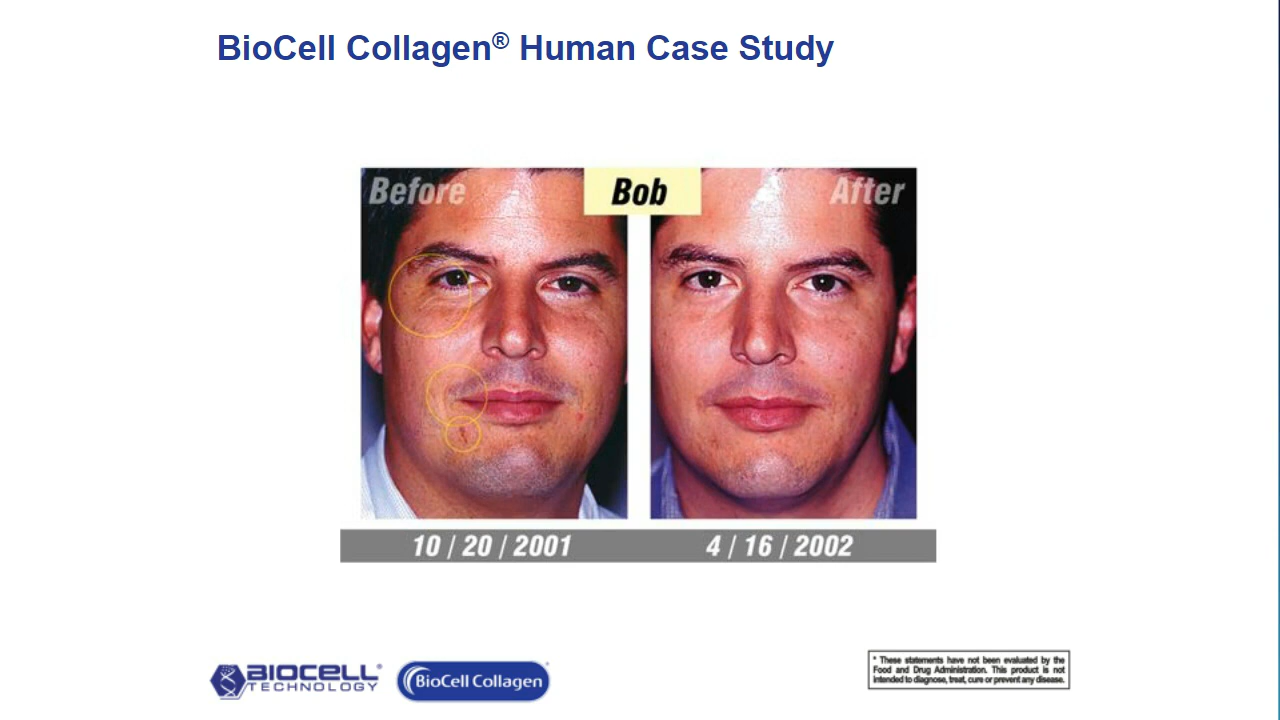 BioCell Collagen® Human Case Study
Before
Bob
After
10 / 20 / 2001
4 / 16 / 2002
BIOCELL®
TECHNOLOGY
BioCell Collagen®
* These statements have not been evaluated by the
Food and Drug Administration. This product is not
intended to diagnose, treat, cure or prevent any disease.